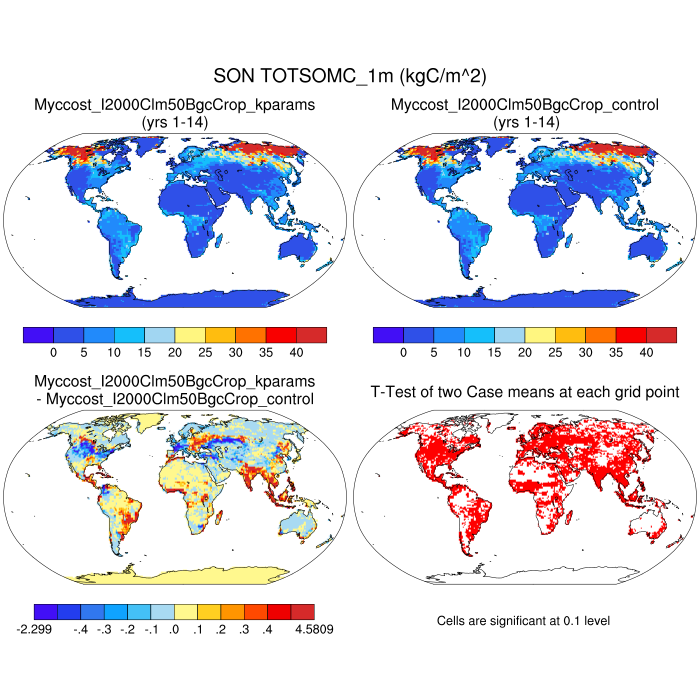 SON TOTSOMC_1m (kgC/m^2)
Myccost_I2000Clm50BgcCrop_kparams
(yrs 1-14)
Myccost_I2000Clm50BgcCrop_control
(yrs 1-14)
0 5 10 15 20 25 30 35 40
0 5 10 15 20 25 30 35 40
Myccost_I2000Clm50BgcCrop_kparams
- Myccost_I2000Clm50BgcCrop_control
T-Test of two Case means at each grid point
-2.299 -.4 -.3 -.2 -.1 .0 .1 .2 .3 .4 4.5809
Cells are significant at 0.1 level